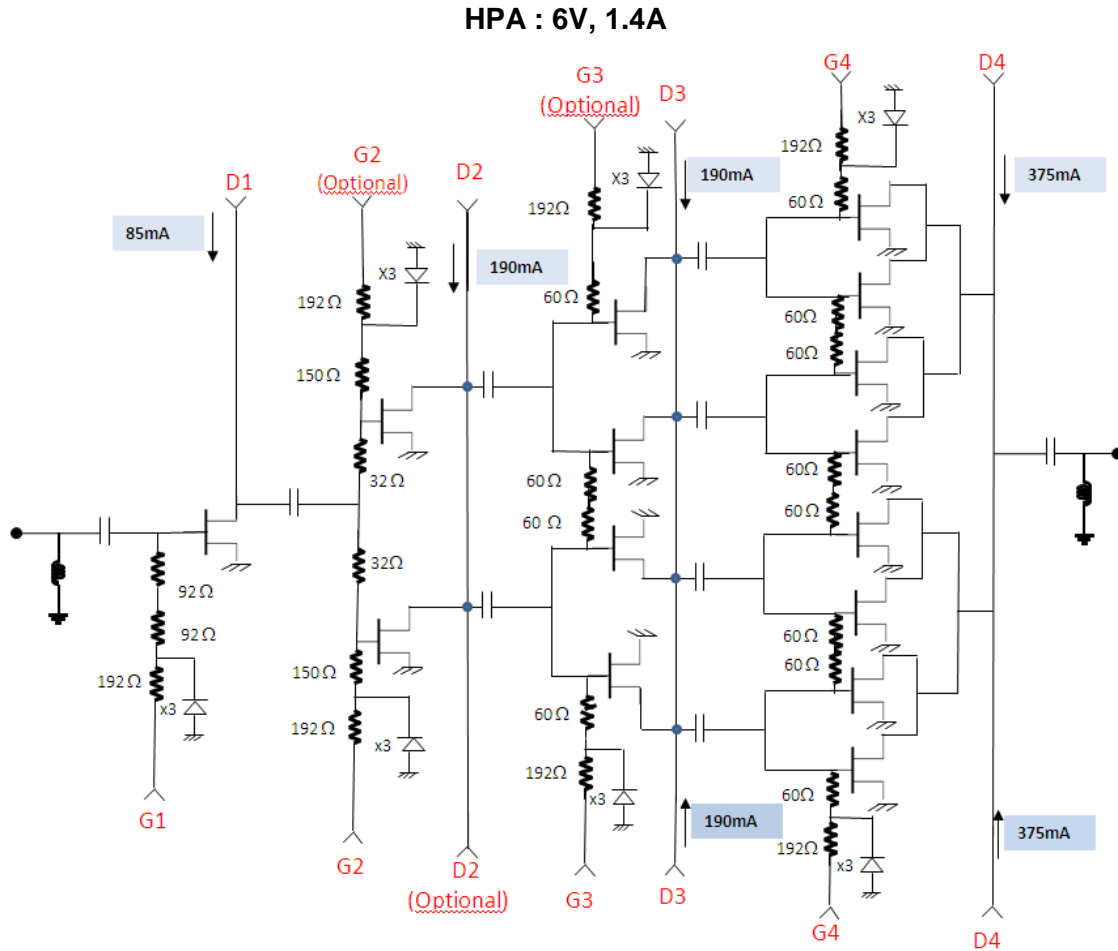 HPA : 6V, 1.4A
G3
(Optional)
D3
G4
D4
G2
(Optional)
D2
D1
X3
192Ω
60Ω
X3
192Ω
60Ω
190mA
375mA
85mA
190mA
X3
192Ω
150Ω
32Ω
32Ω
150Ω
192Ω
x3
60Ω
60Ω
60Ω
60Ω
60Ω
60Ω
60Ω
60Ω
92Ω
92Ω
192Ω
x3
60Ω
192Ω
x3
60Ω
192Ω
x3
190mA
375mA
G1
G2
D2
(Optional)
G3
D3
G4
D4